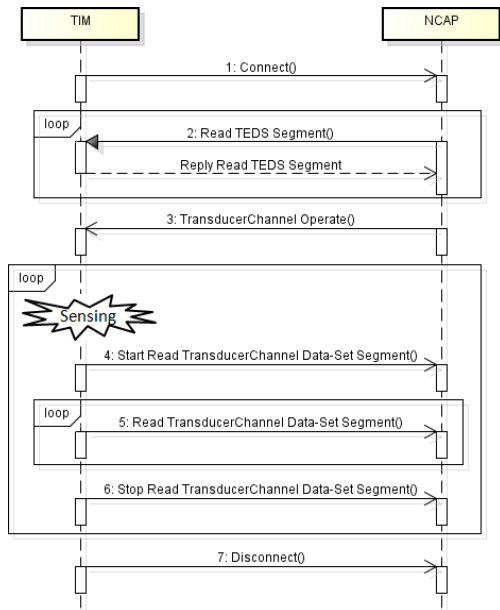 TIM
NCAP
1: Connect()
loop
2: Read TEDS Segment()
Reply Read TEDS Segment
3: TransducerChannel Operate()
loop
Sensing
4: Start Read TransducerChannel Data-Set Segment()
loop
5: Read TransducerChannel Data-Set Segment()
6: Stop Read TransducerChannel Data-Set Segment()
7: Disconnect()